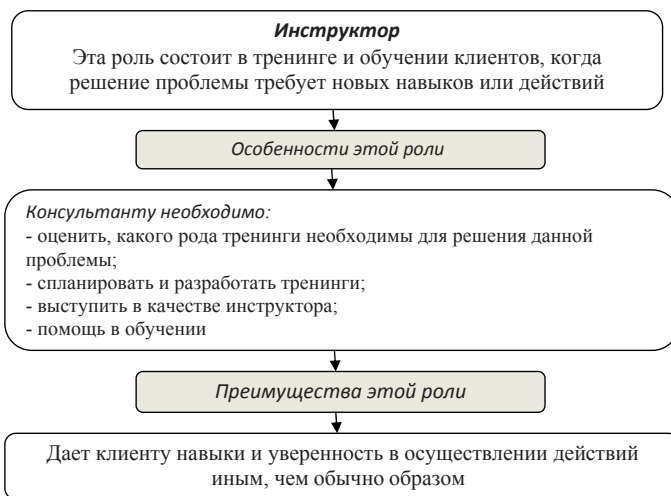 Инструктор
Эта роль состоит в тренинге и обучении клиентов, когда
решение проблемы требует новых навыков или действий
Особенности этой роли
Консультанту необходимо:
- оценить, какого рода тренинги необходимы для решения данной
проблемы;
- спланировать и разработать тренинги;
- выступить в качестве инструктора;
- помощь в обучении
Преимущества этой роли
Дает клиенту навыки и уверенность в осуществлении действий
иным, чем обычно образом